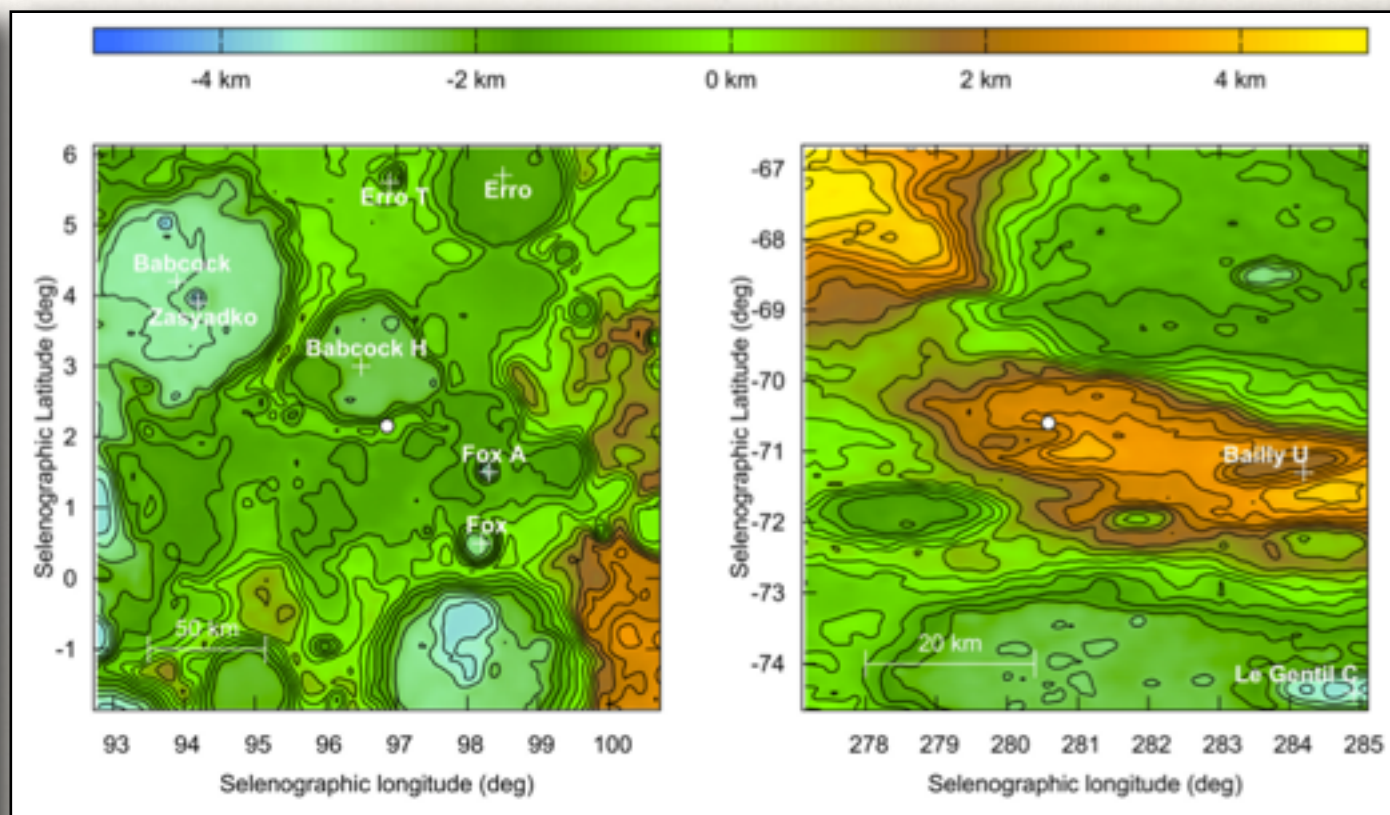 -4 km -2 km 0 km 2 km 4 km
6
5
4
3
2
1
0
-1
Selenographic Latitude (deg)
Erro T
Erro
Babcock
Zasyadko
Babcock H
Fox A
Fox
50 km
93 94 95 96 97 98 99 100
Selenographic longitude (deg)
-67
-68
-69
-70
-71
-72
-73
-74
Selenographic Latitude (deg)
Bailly U
20 km
Le Gentil C
278 279 280 281 282 283 284 285
Selenographic longitude (deg)